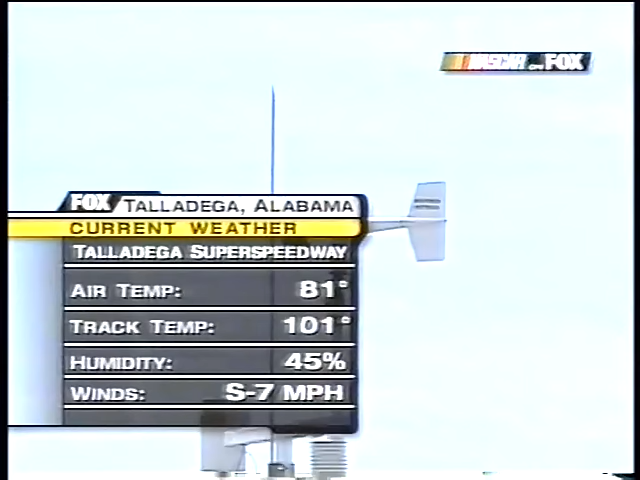 NASCAR ON FOX
FOX TALLADEGA, ALABAMA
CURRENT WEATHER
TALLADEGA SUPERSPEEDWAY
AIR TEMP: 81°
TRACK TEMP: 101°
HUMIDITY: 45%
WINDS: S-7 MPH